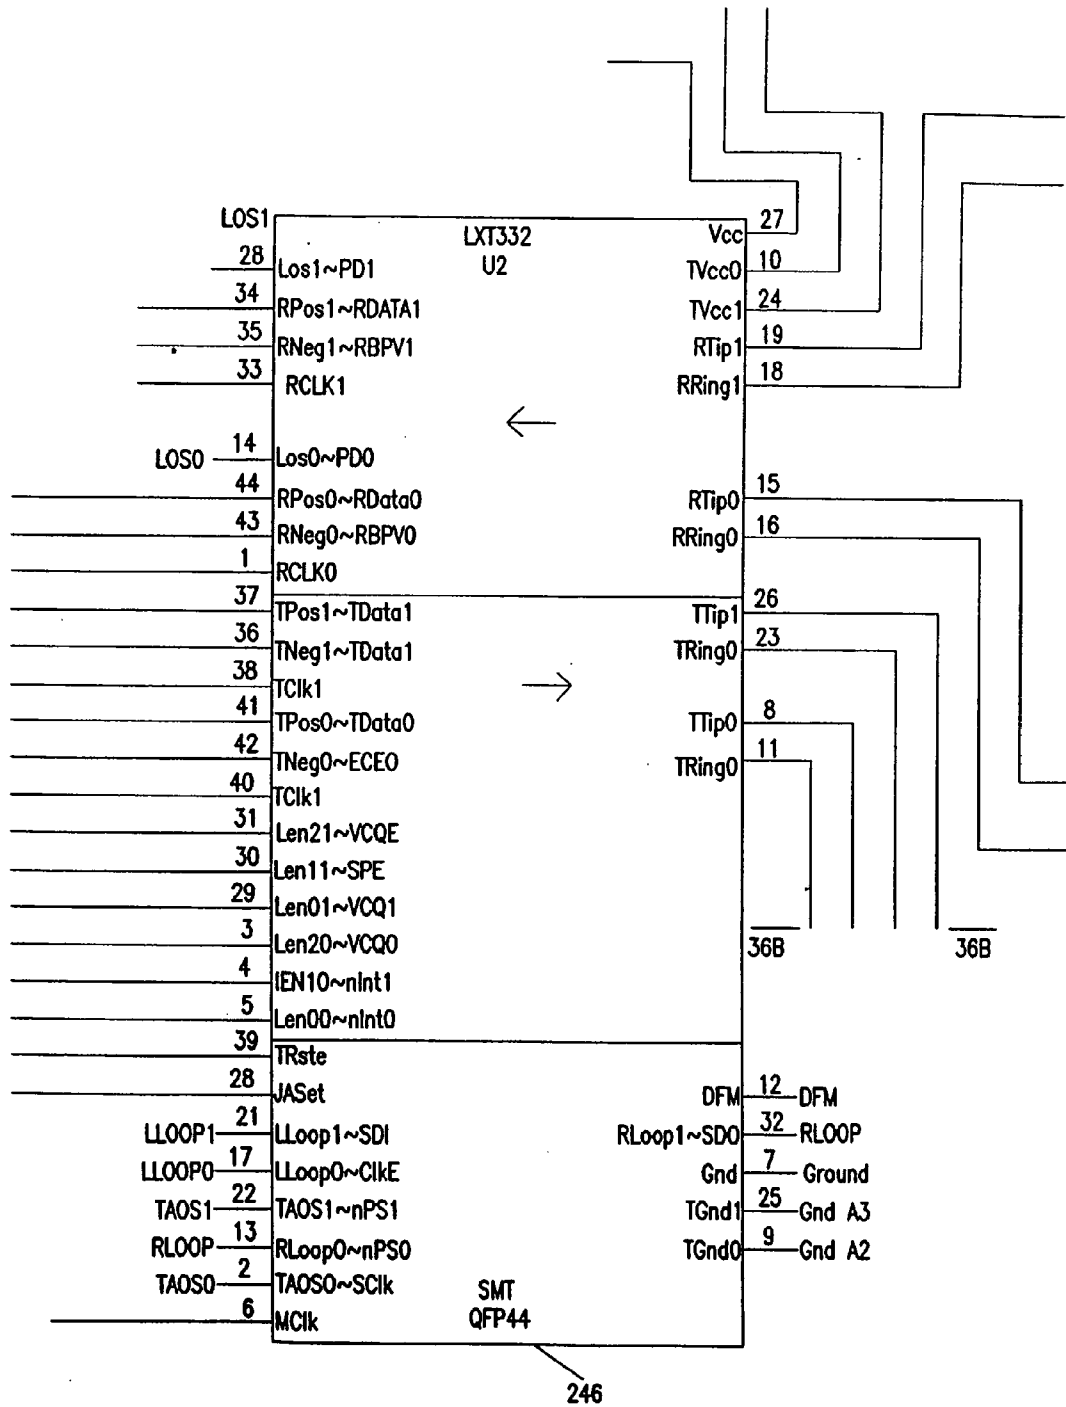 LOS1
LXT332
U2
Vcc 27
28 Los1~PD1
TVcc0 10
34 RPos1~RDATA1
TVcc1 24
35 RNeg1~RBPV1
RTip1 19
33 RCLK1
RRing1 18
LOS0 14 Los0~PD0
44 RPos0~RData0
RTip0 15
43 RNeg0~RBPV0
RRing0 16
1 RCLK0
37 TPos1~TData1
TTip1 26
36 TNeg1~TData1
TRing0 23
38 TClk1
41 TPos0~TData0
TTip0 8
42 TNeg0~ECE0
TRing0 11
40 TClk1
31 Len21~VCQE
30 Len11~SPE
29 Len01~VCQ1
3 Len20~VCQ0
36B 36B
4 lEN10~nInt1
5 Len00~nInt0
39 TRste
28 JASet
DFM 12 DFM
LLOOP1 21 LLoop1~SDI
RLoop1~SD0 32 RLOOP
LLOOP0 17 LLoop0~ClkE
Gnd 7 Ground
TAOS1 22 TAOS1~nPS1
TGnd1 25 Gnd A3
RLOOP 13 RLoop0~nPS0
TGnd0 9 Gnd A2
TAOS0 2 TAOS0~SClk
SMT
6 MClk
QFP44
246